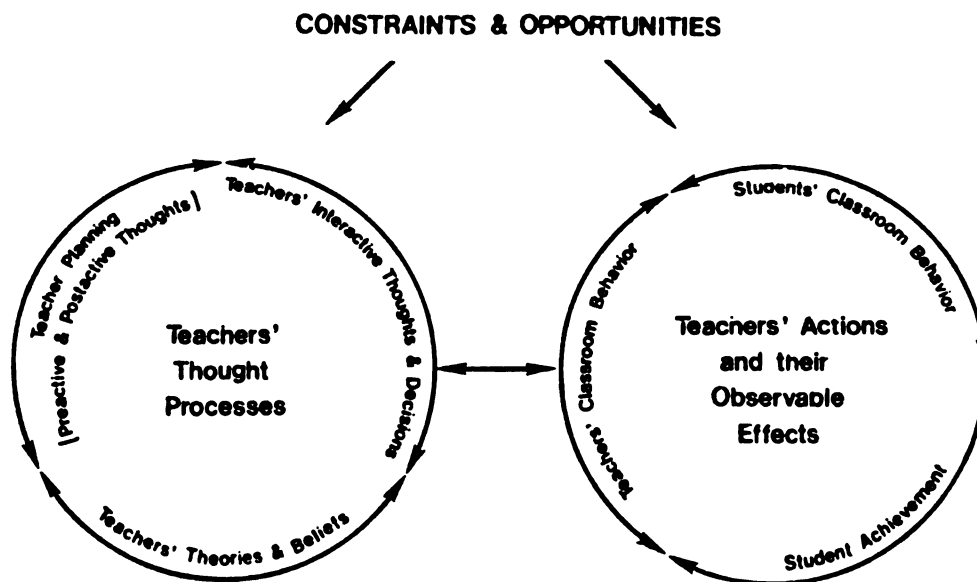 CONSTRAINTS & OPPORTUNITIES
Teacher Planning
[Preactive & Postactive Thoughts]
Teachers' Interactive Thoughts & Decisions
Teachers' Theories & Beliefs
Teachers'
Thought
Processes
Students' Classroom Behavior
Teachers' Classroom Behavior
Student Achievement
Teachers' Actions
and their
Observable
Effects